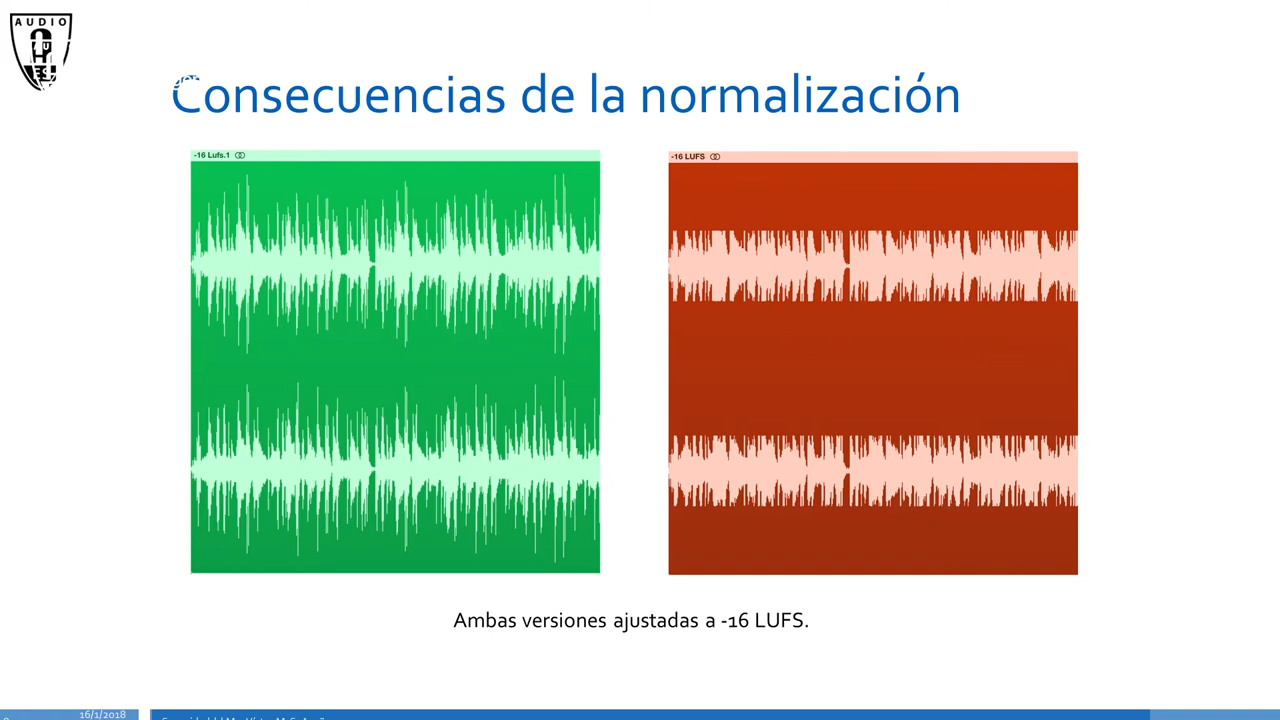 AUDIO
Consecuencias de la normalización
-16 Lufs.1
-16 LUFS
Ambas versiones ajustadas a -16 LUFS.
16/1/2018